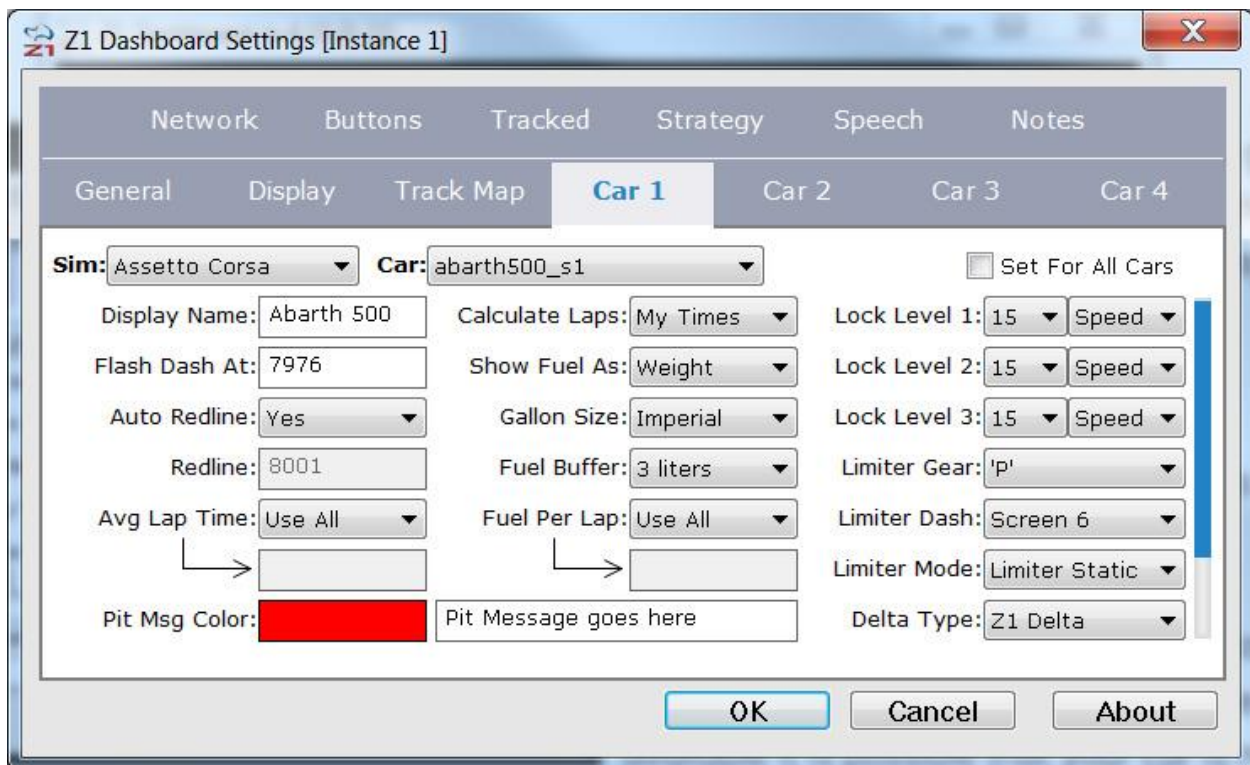 Z1 Z1 Dashboard Settings [Instance 1] X
Network Buttons Tracked Strategy Speech Notes
General Display Track Map Car 1 Car 2 Car 3 Car 4
Sim: Assetto Corsa Car: abarth500_s1 Set For All Cars
Display Name: Abarth 500 Calculate Laps: My Times Lock Level 1: 15 Speed
Flash Dash At: 7976 Show Fuel As: Weight Lock Level 2: 15 Speed
Auto Redline: Yes Gallon Size: Imperial Lock Level 3: 15 Speed
Redline: 8001 Fuel Buffer: 3 liters Limiter Gear: 'P'
Avg Lap Time: Use All Fuel Per Lap: Use All Limiter Dash: Screen 6
Limiter Mode: Limiter Static
Pit Msg Color: Pit Message goes here Delta Type: Z1 Delta
OK Cancel About